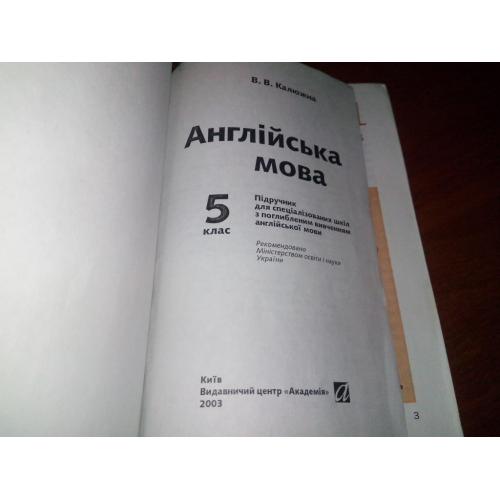 В. В. Калюжна
Англійська
мова
5
клас
Підручник
для спеціалізованих шкіл
з поглибленим вивченням
англійської мови
Рекомендовано
Міністерством освіти і науки
України
Київ
Видавничий центр «Академія»
2003
а
3